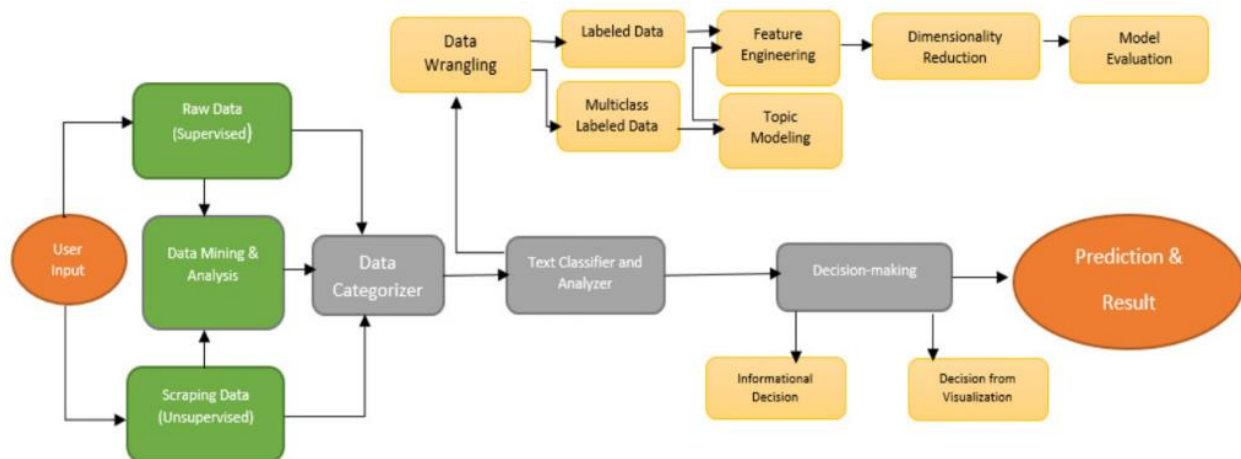 Data
Wrangling
Labeled Data
Feature
Engineering
Dimensionality
Reduction
Model
Evaluation
Multiclass
Labeled Data
Topic
Modeling
Raw Data
(Supervised)
User
Input
Data Mining &
Analysis
Data
Categorizer
Text Classifier and
Analyzer
Decision-making
Prediction &
Result
Scraping Data
(Unsupervised)
Informational
Decision
Decision from
Visualization